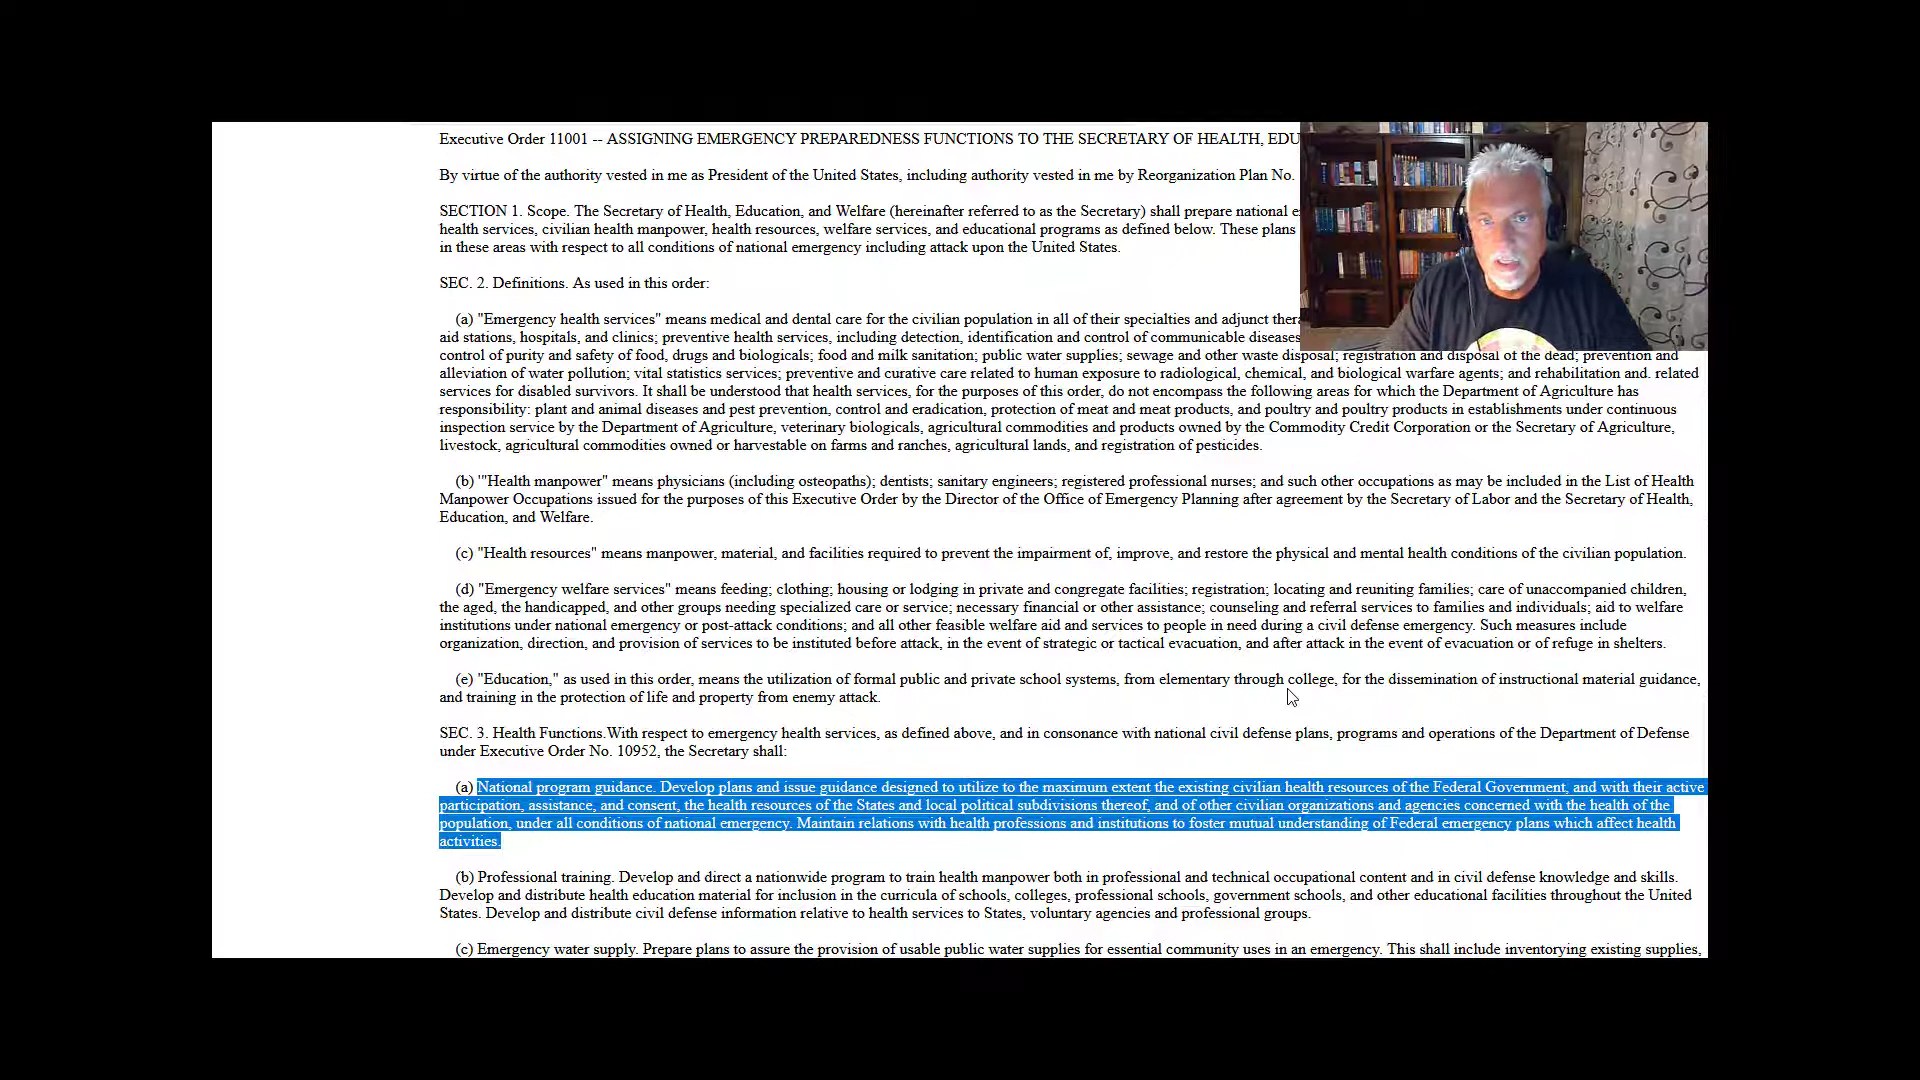 Executive Order 11001 -- ASSIGNING EMERGENCY PREPAREDNESS FUNCTIONS TO THE SECRETARY OF HEALTH, EDU
By virtue of the authority vested in me as President of the United States, including authority vested in me by Reorganization Plan No.
SECTION 1. Scope. The Secretary of Health, Education, and Welfare (hereinafter referred to as the Secretary) shall prepare national e
health services, civilian health manpower, health resources, welfare services, and educational programs as defined below. These plans
in these areas with respect to all conditions of national emergency including attack upon the United States.
SEC. 2. Definitions. As used in this order:
(a) "Emergency health services" means medical and dental care for the civilian population in all of their specialties and adjunct thera
aid stations, hospitals, and clinics; preventive health services, including detection, identification and control of communicable diseases
control of purity and safety of food, drugs and biologicals; food and milk sanitation; public water supplies; sewage and other waste disposal; registration and disposal of the dead; prevention and
alleviation of water pollution; vital statistics services; preventive and curative care related to human exposure to radiological, chemical, and biological warfare agents; and rehabilitation and. related
services for disabled survivors. It shall be understood that health services, for the purposes of this order, do not encompass the following areas for which the Department of Agriculture has
responsibility: plant and animal diseases and pest prevention, control and eradication, protection of meat and meat products, and poultry and poultry products in establishments under continuous
inspection service by the Department of Agriculture, veterinary biologicals, agricultural commodities and products owned by the Commodity Credit Corporation or the Secretary of Agriculture,
livestock, agricultural commodities owned or harvestable on farms and ranches, agricultural lands, and registration of pesticides.
(b) '"Health manpower" means physicians (including osteopaths); dentists; sanitary engineers; registered professional nurses; and such other occupations as may be included in the List of Health
Manpower Occupations issued for the purposes of this Executive Order by the Director of the Office of Emergency Planning after agreement by the Secretary of Labor and the Secretary of Health,
Education, and Welfare.
(c) "Health resources" means manpower, material, and facilities required to prevent the impairment of, improve, and restore the physical and mental health conditions of the civilian population.
(d) "Emergency welfare services" means feeding; clothing; housing or lodging in private and congregate facilities; registration; locating and reuniting families; care of unaccompanied children,
the aged, the handicapped, and other groups needing specialized care or service; necessary financial or other assistance; counseling and referral services to families and individuals; aid to welfare
institutions under national emergency or post-attack conditions; and all other feasible welfare aid and services to people in need during a civil defense emergency. Such measures include
organization, direction, and provision of services to be instituted before attack, in the event of strategic or tactical evacuation, and after attack in the event of evacuation or of refuge in shelters.
(e) "Education," as used in this order, means the utilization of formal public and private school systems, from elementary through college, for the dissemination of instructional material guidance,
and training in the protection of life and property from enemy attack.
SEC. 3. Health Functions.With respect to emergency health services, as defined above, and in consonance with national civil defense plans, programs and operations of the Department of Defense
under Executive Order No. 10952, the Secretary shall:
(a) National program guidance. Develop plans and issue guidance designed to utilize to the maximum extent the existing civilian health resources of the Federal Government, and with their active
participation, assistance, and consent, the health resources of the States and local political subdivisions thereof, and of other civilian organizations and agencies concerned with the health of the
population, under all conditions of national emergency. Maintain relations with health professions and institutions to foster mutual understanding of Federal emergency plans which affect health
activities.
(b) Professional training. Develop and direct a nationwide program to train health manpower both in professional and technical occupational content and in civil defense knowledge and skills.
Develop and distribute health education material for inclusion in the curricula of schools, colleges, professional schools, government schools, and other educational facilities throughout the United
States. Develop and distribute civil defense information relative to health services to States, voluntary agencies and professional groups.
(c) Emergency water supply. Prepare plans to assure the provision of usable public water supplies for essential community uses in an emergency. This shall include inventorying existing supplies,